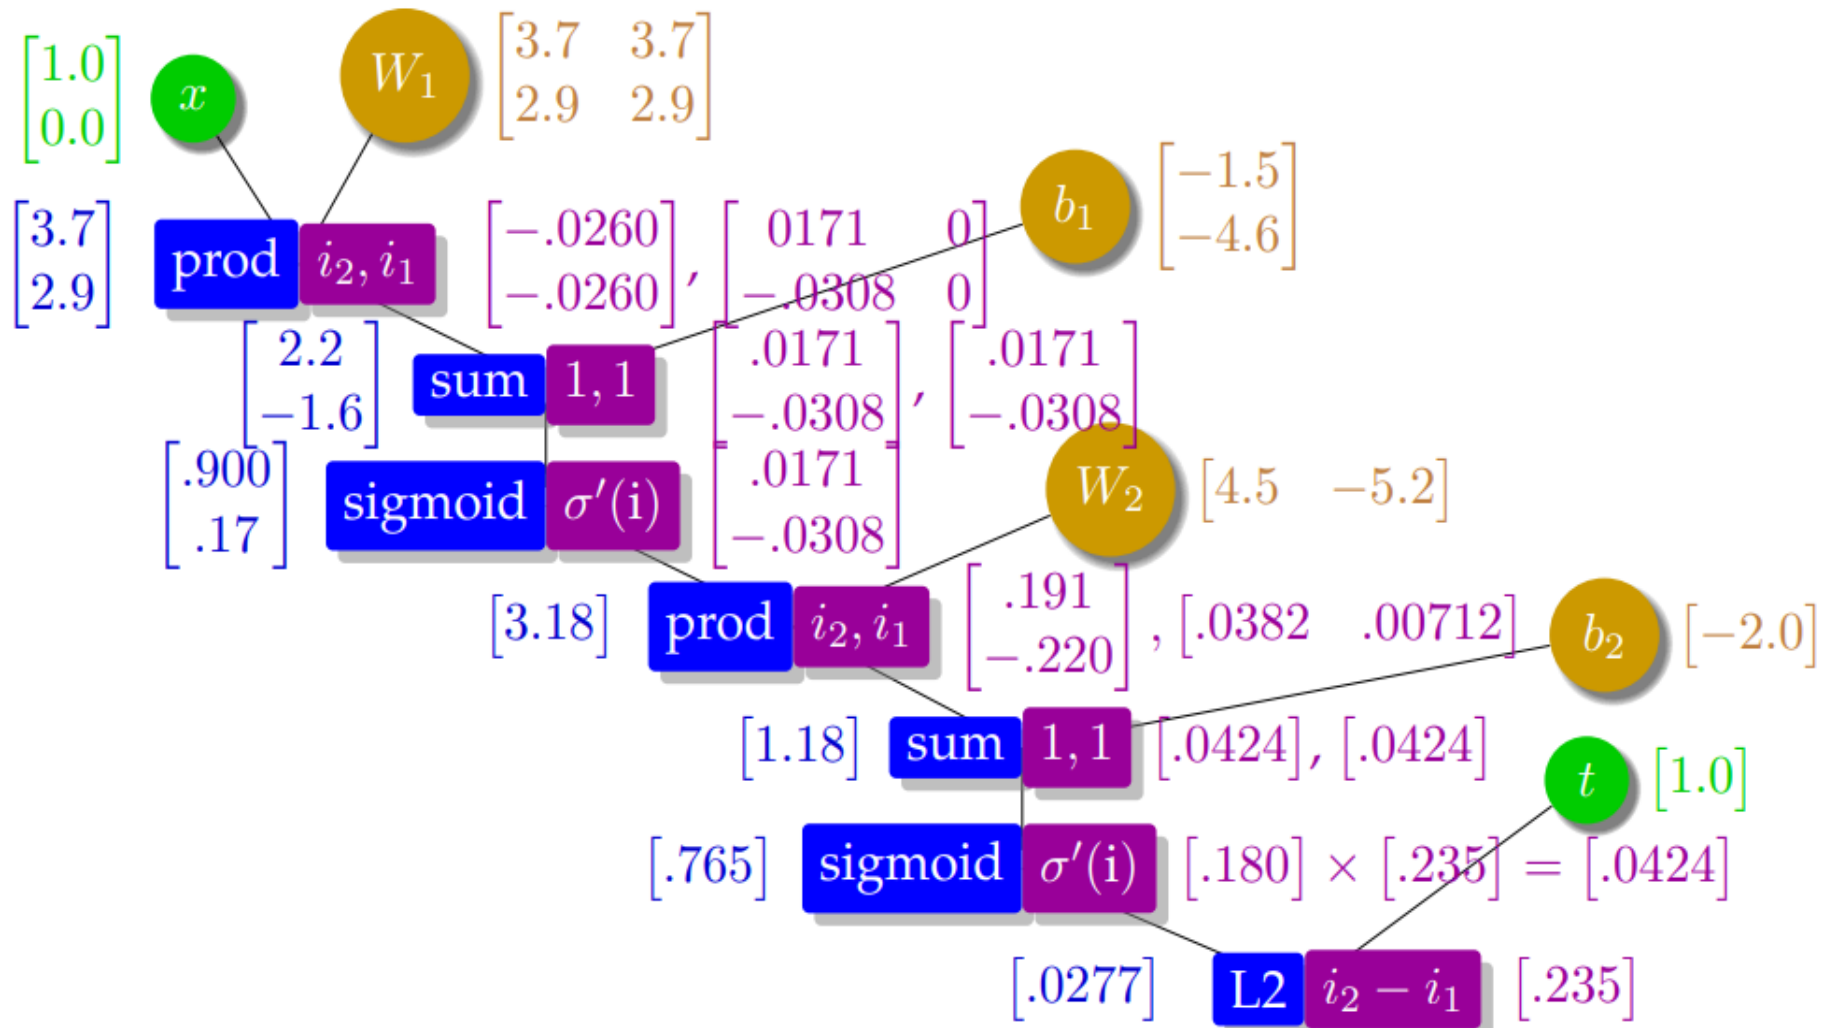 [1.0 0.0] x W₁ [3.7 3.7 2.9 2.9]
[3.7 2.9] prod i₂, i₁ [−.0260 −.0260], [0171 0 −.0308 0] b₁ [−1.5 −4.6]
[2.2 −1.6] sum 1, 1 [.0171 −.0308], [.0171 −.0308]
[.900 .17] sigmoid σ′(i) [.0171 −.0308] W₂ [4.5 −5.2]
[3.18] prod i₂, i₁ [.191 −.220], [.0382 .00712] b₂ [−2.0]
[1.18] sum 1, 1 [.0424], [.0424] t [1.0]
[.765] sigmoid σ′(i) [.180] × [.235] = [.0424]
[.0277] L2 i₂ − i₁ [.235]